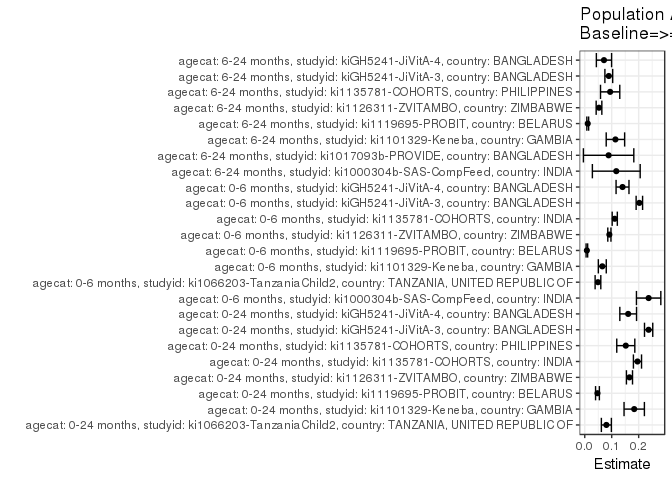 Population
Baseline=>=
agecat: 6-24 months, studyid: kiGH5241-JiVitA-4, country: BANGLADESH
agecat: 6-24 months, studyid: kiGH5241-JiVitA-3, country: BANGLADESH
agecat: 6-24 months, studyid: ki1135781-COHORTS, country: PHILIPPINES
agecat: 6-24 months, studyid: ki1126311-ZVITAMBO, country: ZIMBABWE
agecat: 6-24 months, studyid: ki1119695-PROBIT, country: BELARUS
agecat: 6-24 months, studyid: ki1101329-Keneba, country: GAMBIA
agecat: 6-24 months, studyid: ki1017093b-PROVIDE, country: BANGLADESH
agecat: 6-24 months, studyid: ki1000304b-SAS-CompFeed, country: INDIA
agecat: 0-6 months, studyid: kiGH5241-JiVitA-4, country: BANGLADESH
agecat: 0-6 months, studyid: kiGH5241-JiVitA-3, country: BANGLADESH
agecat: 0-6 months, studyid: ki1135781-COHORTS, country: INDIA
agecat: 0-6 months, studyid: ki1126311-ZVITAMBO, country: ZIMBABWE
agecat: 0-6 months, studyid: ki1119695-PROBIT, country: BELARUS
agecat: 0-6 months, studyid: ki1101329-Keneba, country: GAMBIA
agecat: 0-6 months, studyid: ki1066203-TanzaniaChild2, country: TANZANIA, UNITED REPUBLIC OF
agecat: 0-6 months, studyid: ki1000304b-SAS-CompFeed, country: INDIA
agecat: 0-24 months, studyid: kiGH5241-JiVitA-4, country: BANGLADESH
agecat: 0-24 months, studyid: kiGH5241-JiVitA-3, country: BANGLADESH
agecat: 0-24 months, studyid: ki1135781-COHORTS, country: PHILIPPINES
agecat: 0-24 months, studyid: ki1135781-COHORTS, country: INDIA
agecat: 0-24 months, studyid: ki1126311-ZVITAMBO, country: ZIMBABWE
agecat: 0-24 months, studyid: ki1119695-PROBIT, country: BELARUS
agecat: 0-24 months, studyid: ki1101329-Keneba, country: GAMBIA
agecat: 0-24 months, studyid: ki1066203-TanzaniaChild2, country: TANZANIA, UNITED REPUBLIC OF
0.0 0.1 0.2
Estimate